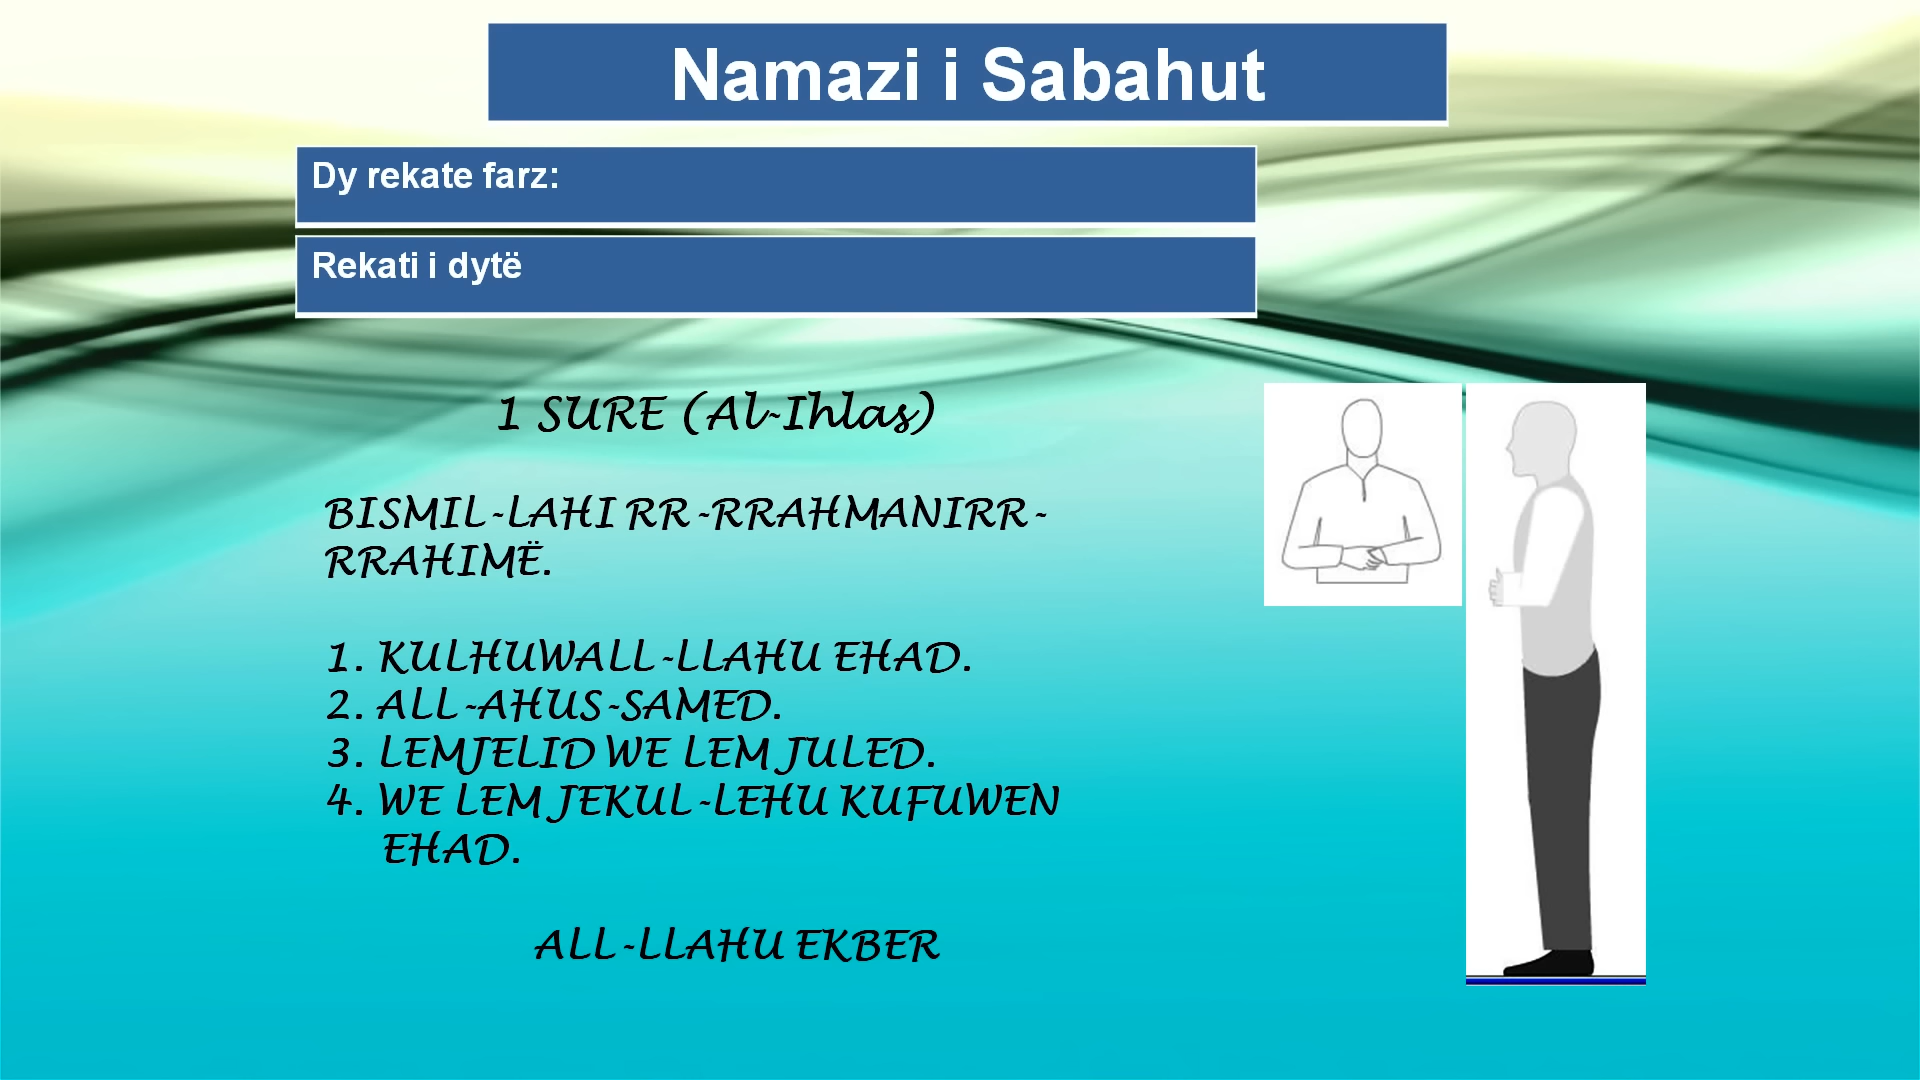 Namazi i Sabahut
Dy rekate farz:
Rekati i dytë
1 SURE (Al-Ihlas)
BISMIL-LAHI RR-RRAHMANIRR-
RRAHIMË.
1. KULHUWALL-LLAHU EHAD.
2. ALL-AHUS-SAMED.
3. LEMJELID WE LEM JULED.
4. WE LEM JEKUL-LEHU KUFUWEN
EHAD.
ALL-LLAHU EKBER